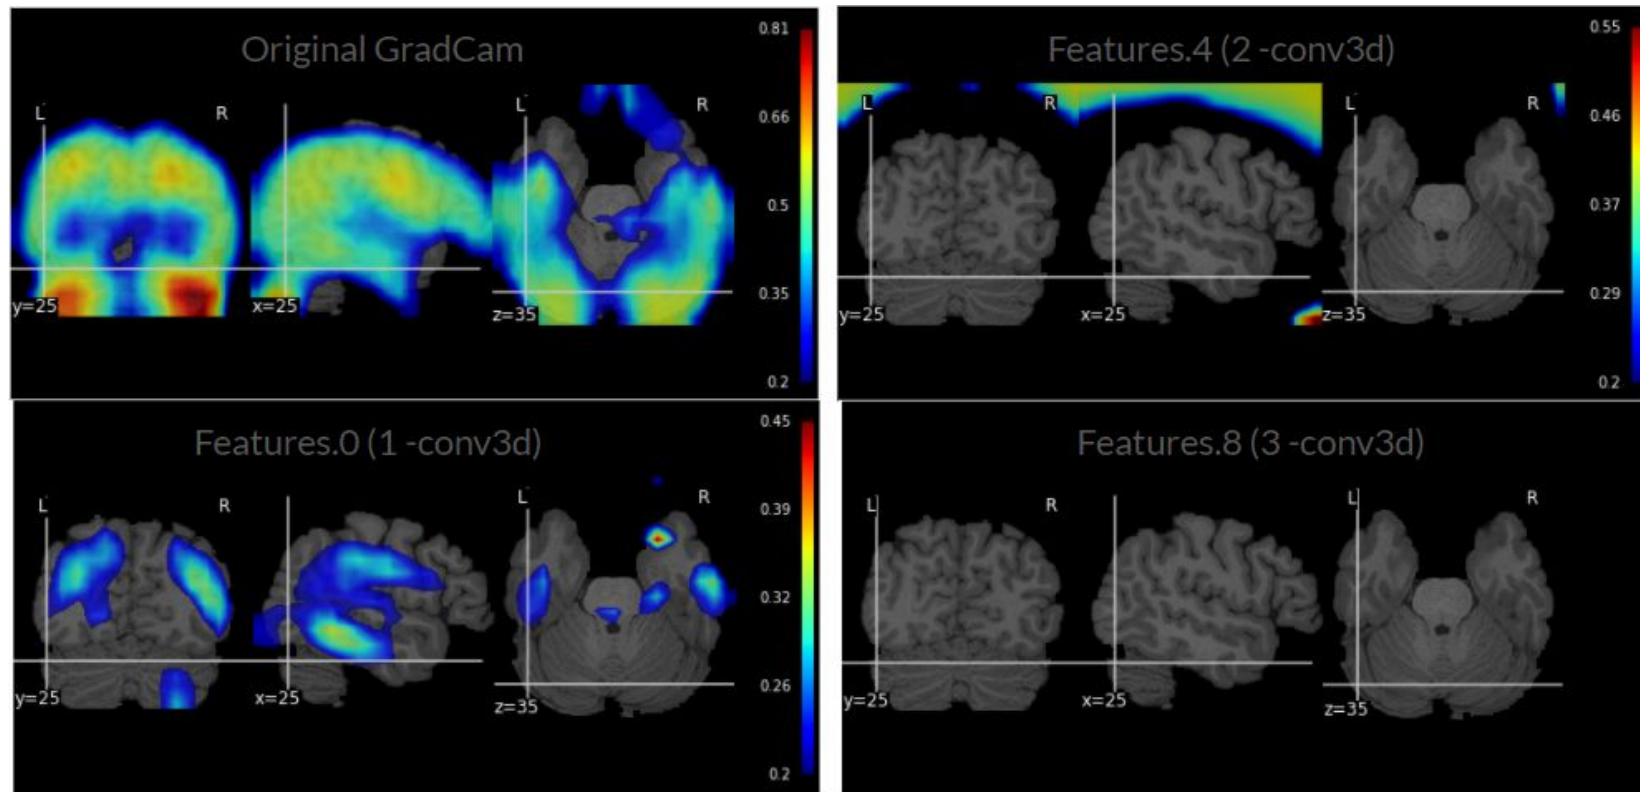 Original GradCam
L R
L R
y=25 x=25 z=35
0.81
0.66
0.5
0.35
0.2
Features.4 (2 -conv3d)
L R L R
y=25 x=25 z=35
0.55
0.46
0.37
0.29
0.2
Features.0 (1 -conv3d)
L R L R
y=25 x=25 z=35
0.45
0.39
0.32
0.26
0.2
Features.8 (3 -conv3d)
L R L R
y=25 x=25 z=35